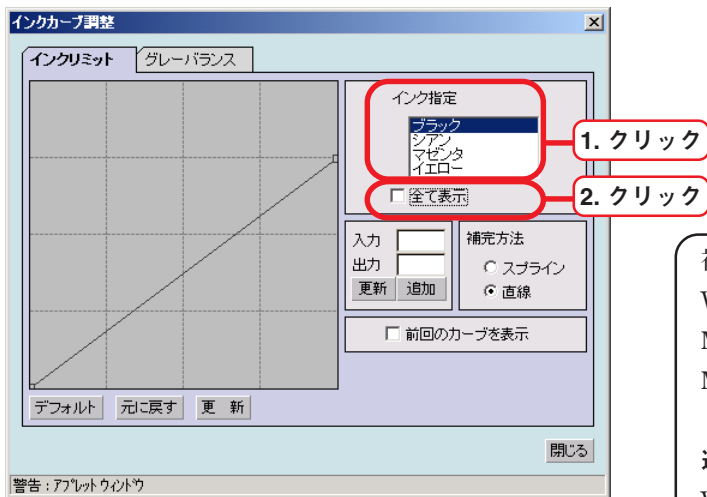 インクカーブ調整
インクリミット グレーバランス
インク指定
ブラック
シアン
マゼンタ
イエロー
1. クリック
全て表示
2. クリック
入力
出力
更新 追加
補完方法
スプライン
直線
前回のカーブを表示
デフォルト 元に戻す 更 新
閉じる
警告 : アプレット ウィンドウ